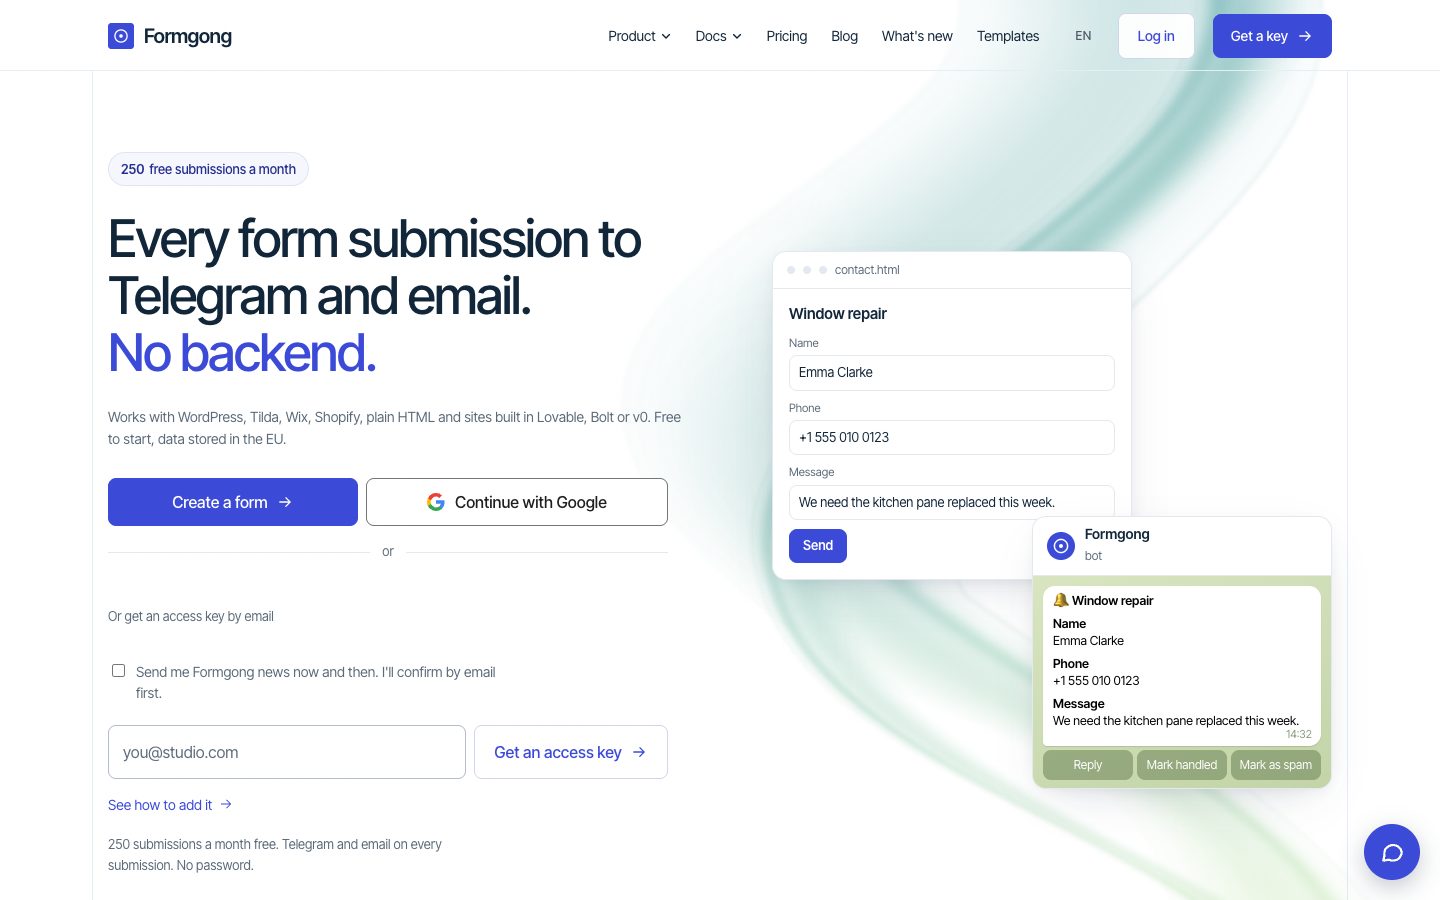 Formgong
Product
Docs
Pricing
Blog
What's new
Templates
EN
Log in
Get a key
250 free submissions a month
Every form submission to
Telegram and email.
No backend.
Works with WordPress, Tilda, Wix, Shopify, plain HTML and sites built in Lovable, Bolt or v0. Free
to start, data stored in the EU.
Create a form
Continue with Google
or
Or get an access key by email
Send me Formgong news now and then. I'll confirm by email
first.
you@studio.com
Get an access key
See how to add it
250 submissions a month free. Telegram and email on every
submission. No password.
contact.html
Window repair
Name
Emma Clarke
Phone
+1 555 010 0123
Message
We need the kitchen pane replaced this week.
Send
Formgong
bot
Window repair
Name
Emma Clarke
Phone
+1 555 010 0123
Message
We need the kitchen pane replaced this week.
14:32
Reply
Mark handled
Mark as spam